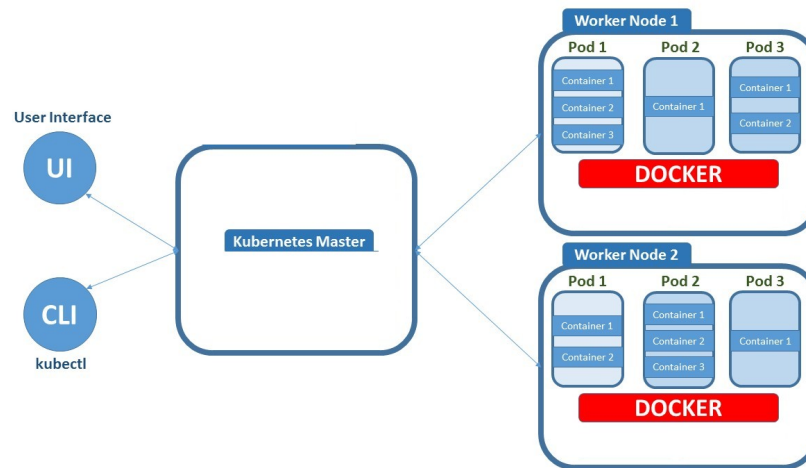 User Interface
UI
CLI
kubectl
Kubernetes Master
Worker Node 1
Pod 1
Container 1
Container 2
Container 3
Pod 2
Container 1
Pod 3
Container 1
Container 2
DOCKER
Worker Node 2
Pod 1
Container 1
Container 2
Pod 2
Container 1
Container 2
Container 3
Pod 3
Container 1
DOCKER